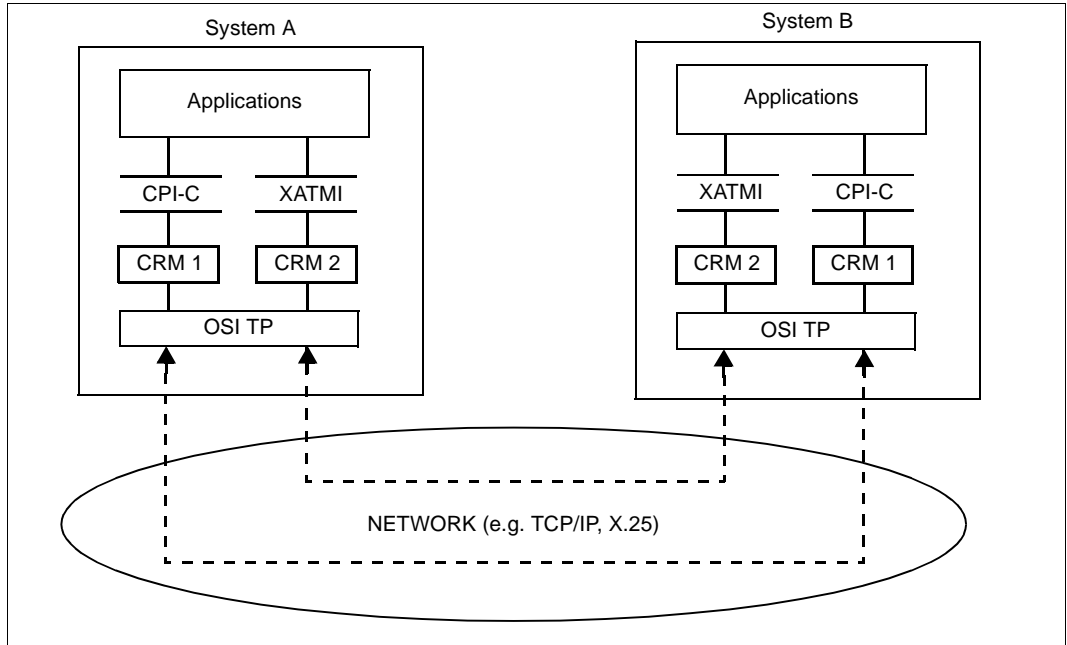 System A
System B
Applications
Applications
CPI-C
XATMI
XATMI
CPI-C
CRM 1
CRM 2
CRM 2
CRM 1
OSI TP
OSI TP
NETWORK (e.g. TCP/IP, X.25)